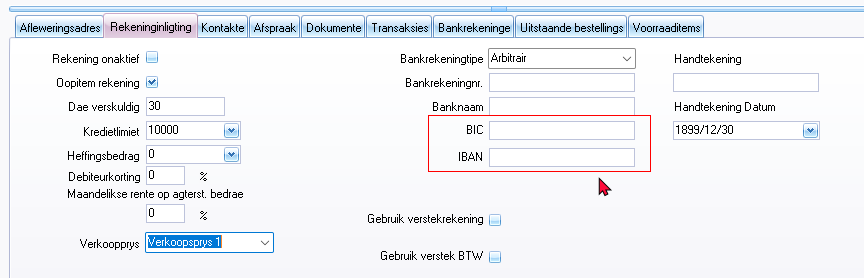 Afleweringsadres Rekeninginligting Kontakte Afspraak Dokumente Transaksies Bankrekeninge Uitstaande bestellings Voorraaditems
Rekening onaktief
Oopitem rekening
Dae verskuldig 30
Kredietlimiet 10000
Heffingsbedrag 0
Debiteurkorting 0 %
Maandelikse rente op agterst. bedrae
0 %
Verkoopprys Verkoopsprys 1
Bankrekeningtipe Arbitrair
Bankrekeningnr.
Banknaam
BIC
IBAN
Gebruik verstekrekening
Gebruik verstek BTW
Handtekening
Handtekening Datum
1899/12/30